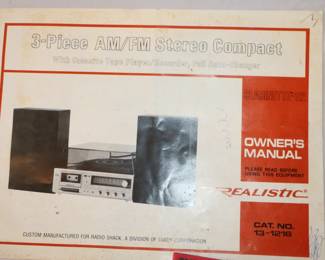 3-Piece AM/FM Stereo Compact
With Cassette Tape Player/Recorder, Full Auto-Changer
OWNER'S
MANUAL
PLEASE READ BEFORE
USING THIS EQUIPMENT
REALISTIC
CAT. NO.
13-1216
CUSTOM MANUFACTURED FOR RADIO SHACK, A DIVISION OF TANDY CORPORATION